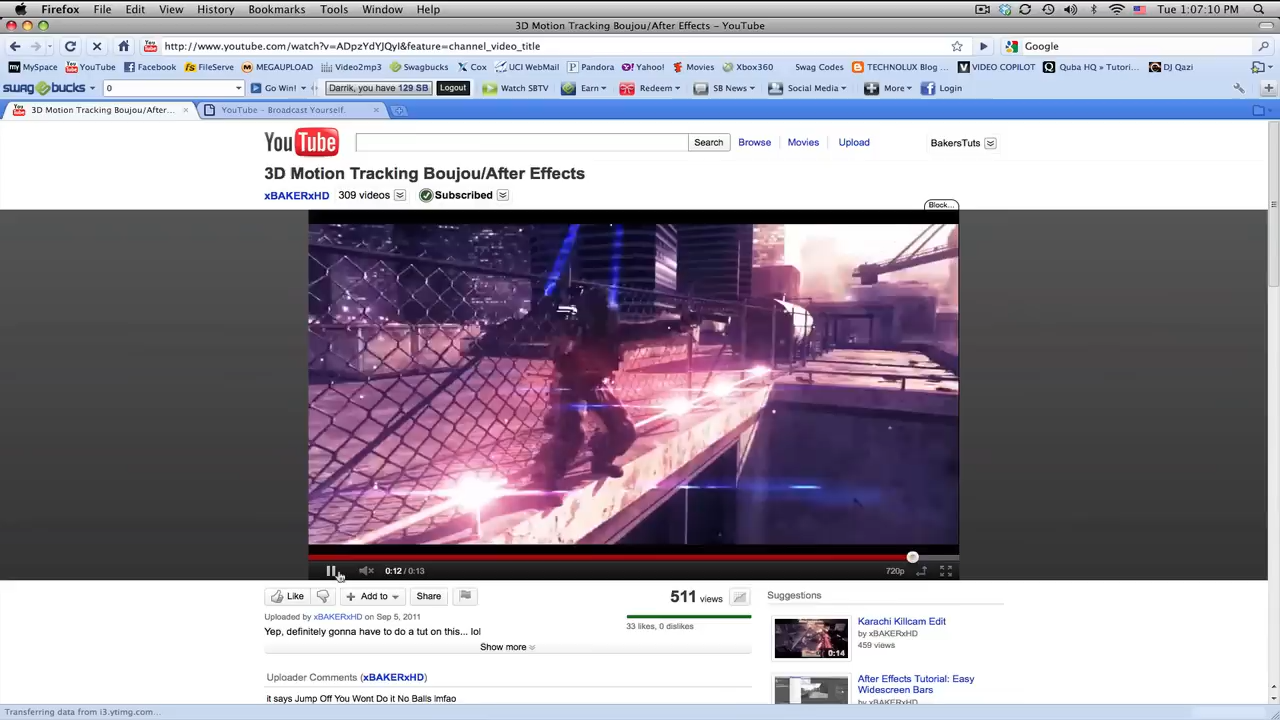 Firefox File Edit View History Bookmarks Tools Window Help Tue 1:07:10 PM
3D Motion Tracking Boujou/After Effects – YouTube
http://www.youtube.com/watch?v=ADpzYdYJQyI&feature=channel_video_title Google
MySpace YouTube Facebook FileServe MEGAUPLOAD Video2mp3 Swagbucks Cox UCI WebMail Pandora Yahoo! Movies Xbox360 Swag Codes TECHNOLUX Blog ... VIDEO COPILOT Quba HQ » Tutori... DJ Qazi
swagbucks 0 Go Win! Darrik, you have 129 SB Logout Watch SBTV Earn Redeem SB News Social Media More Login
3D Motion Tracking Boujou/After... YouTube – Broadcast Yourself.
YouTube Search Browse Movies Upload BakersTuts
3D Motion Tracking Boujou/After Effects
xBAKERxHD 309 videos Subscribed
Block...
0:12 / 0:13 720p
Like Add to Share 511 views
Uploaded by xBAKERxHD on Sep 5, 2011
33 likes, 0 dislikes
Yep, definitely gonna have to do a tut on this... lol
Show more
Uploader Comments (xBAKERxHD)
it says Jump Off You Wont Do it No Balls lmfao
Suggestions
Karachi Killcam Edit
by xBAKERxHD
459 views
0:14
After Effects Tutorial: Easy
Widescreen Bars
by xBAKERxHD
Transferring data from i3.ytimg.com...